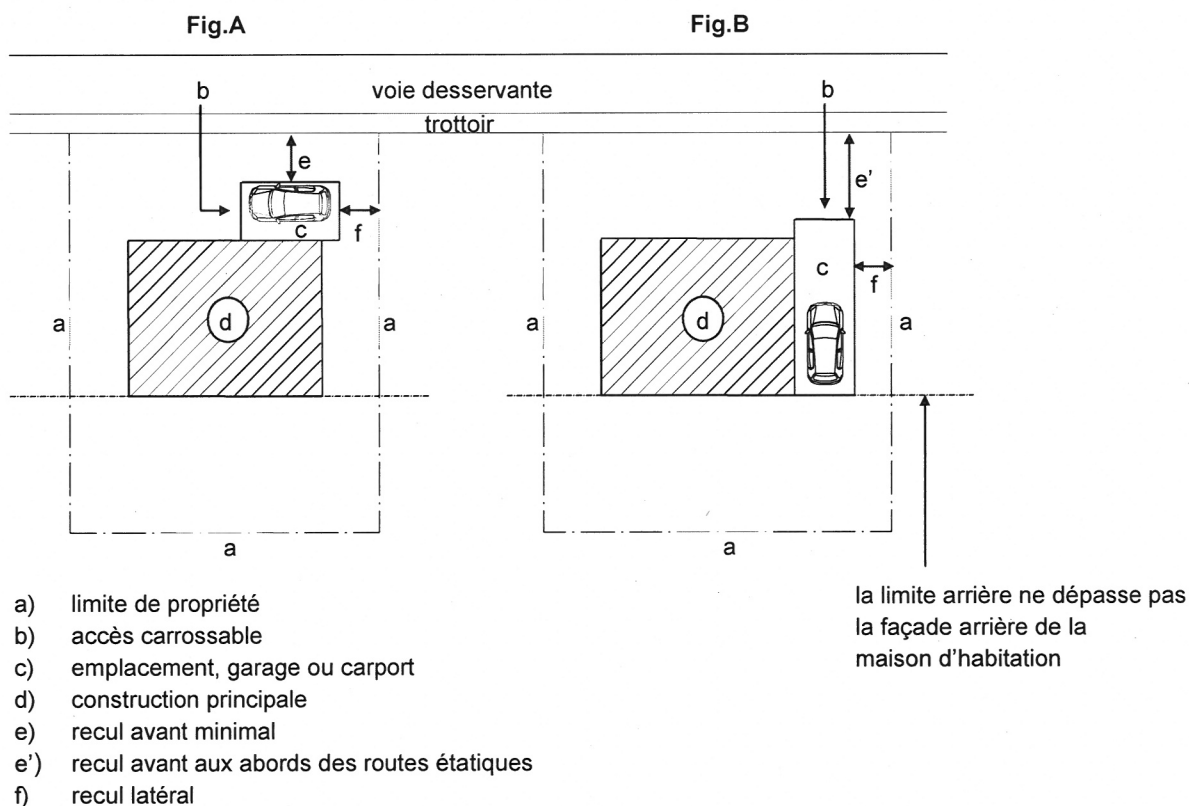 Fig.A
Fig.B
b
voie desservante
b
trottoir
e
e'
c
f
c
f
a
d
a
a
d
a
a
a
la limite arrière ne dépasse pas
la façade arrière de la
maison d'habitation
a) limite de propriété
b) accès carrossable
c) emplacement, garage ou carport
d) construction principale
e) recul avant minimal
e') recul avant aux abords des routes étatiques
f) recul latéral